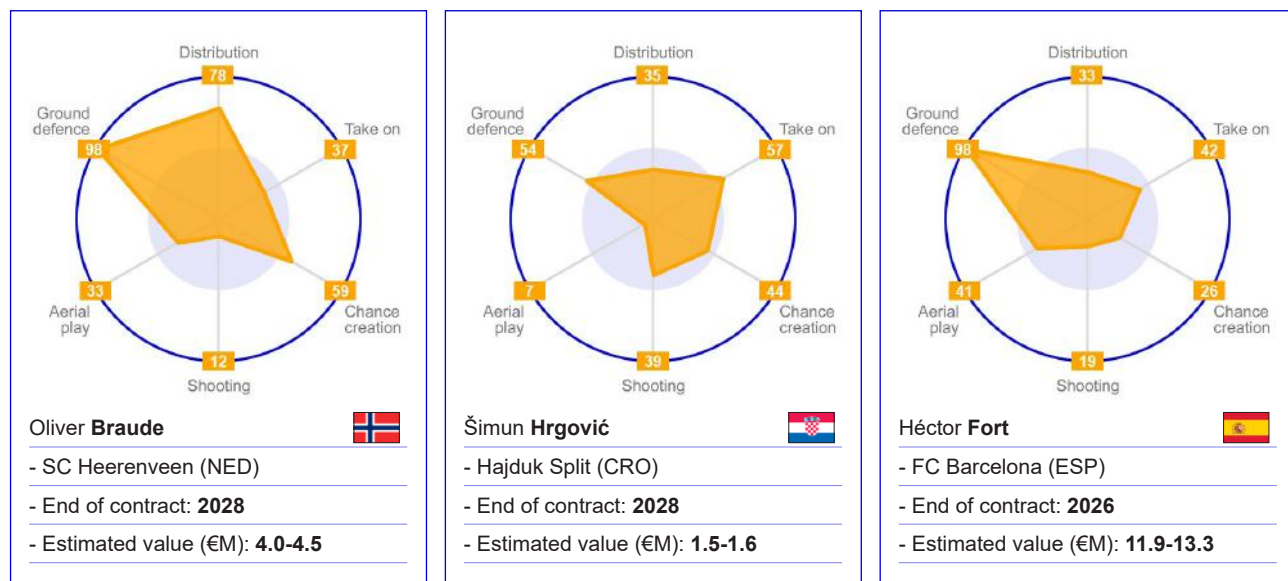 Distribution
78
Ground
defence
98
Take on
37
33
Aerial
play
59
Chance
creation
12
Shooting
Oliver Braude
- SC Heerenveen (NED)
- End of contract: 2028
- Estimated value (€M): 4.0-4.5
Distribution
35
Ground
defence
54
Take on
57
7
Aerial
play
44
Chance
creation
39
Shooting
Šimun Hrgović
- Hajduk Split (CRO)
- End of contract: 2028
- Estimated value (€M): 1.5-1.6
Distribution
33
Ground
defence
98
Take on
42
41
Aerial
play
26
Chance
creation
19
Shooting
Héctor Fort
- FC Barcelona (ESP)
- End of contract: 2026
- Estimated value (€M): 11.9-13.3